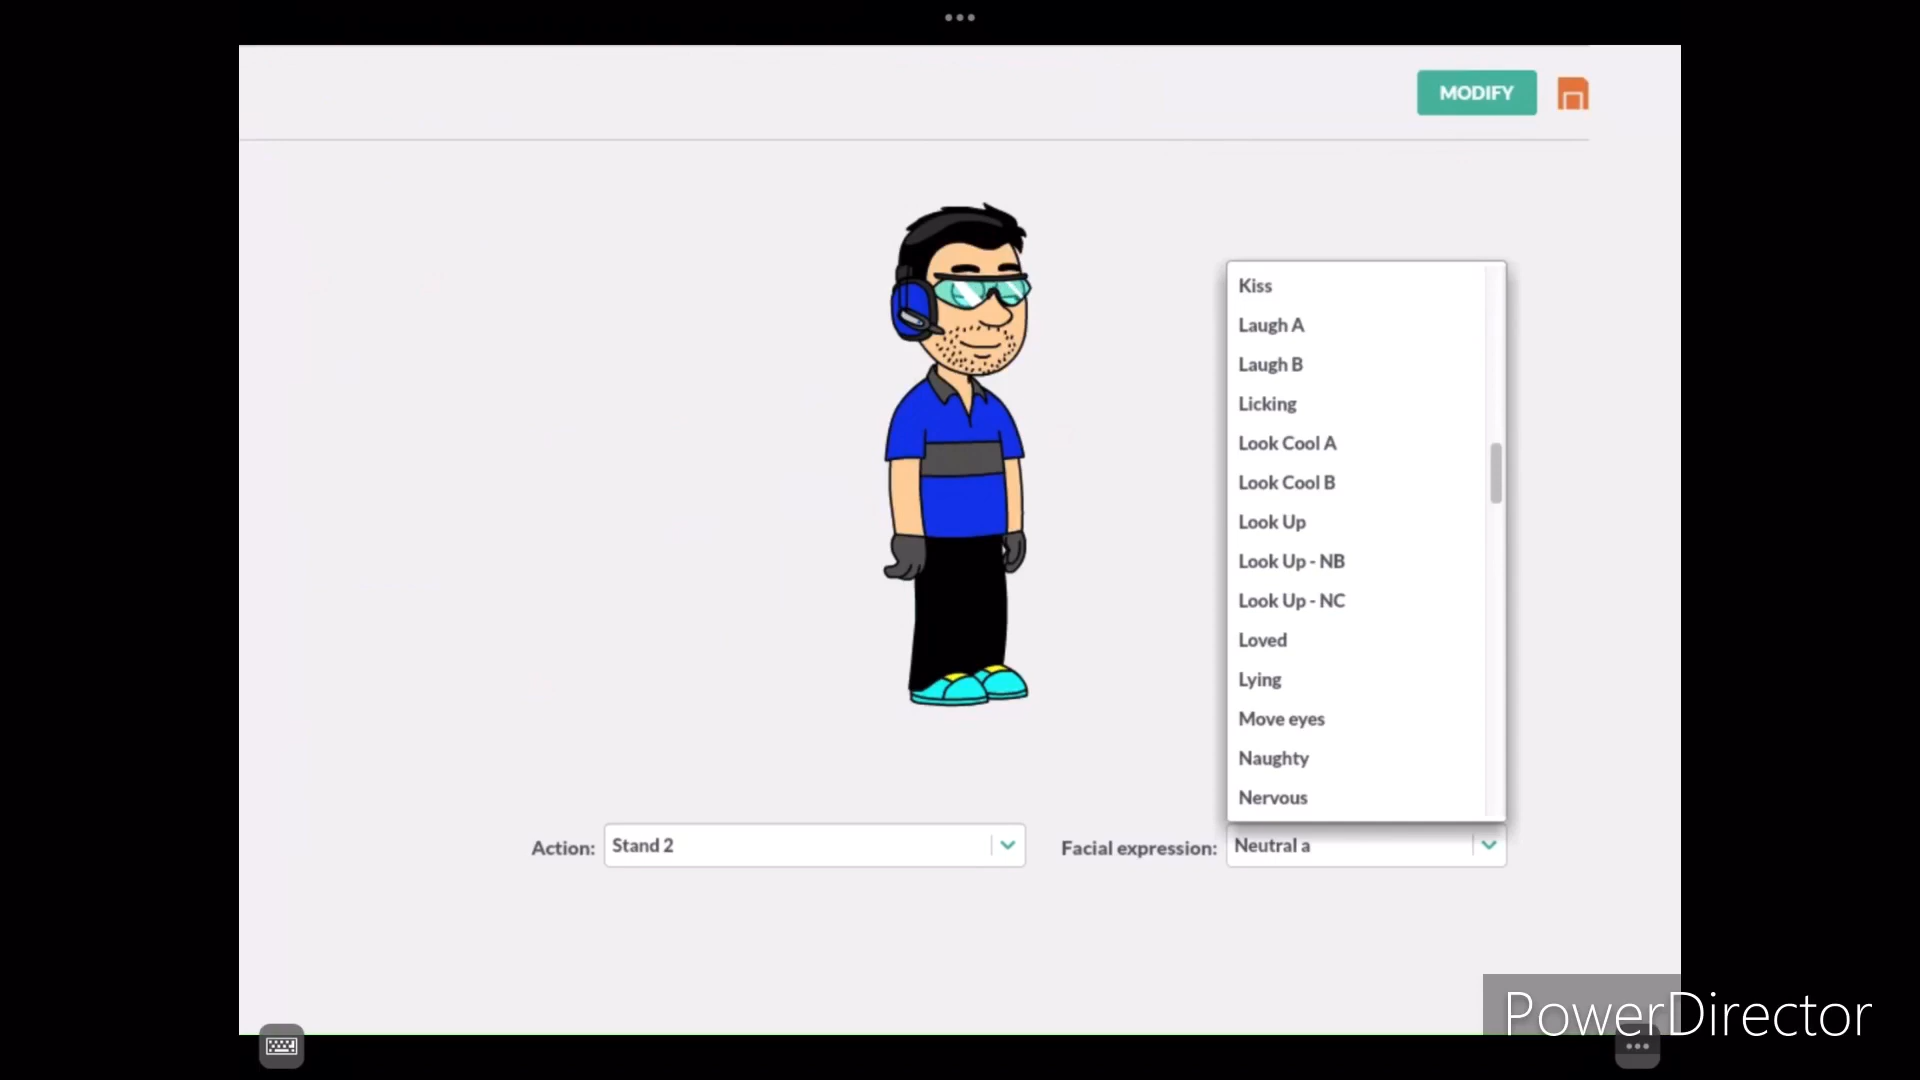 MODIFY
Kiss
Laugh A
Laugh B
Licking
Look Cool A
Look Cool B
Look Up
Look Up - NB
Look Up - NC
Loved
Lying
Move eyes
Naughty
Nervous
Action: Stand 2 Facial expression: Neutral a
PowerDirector